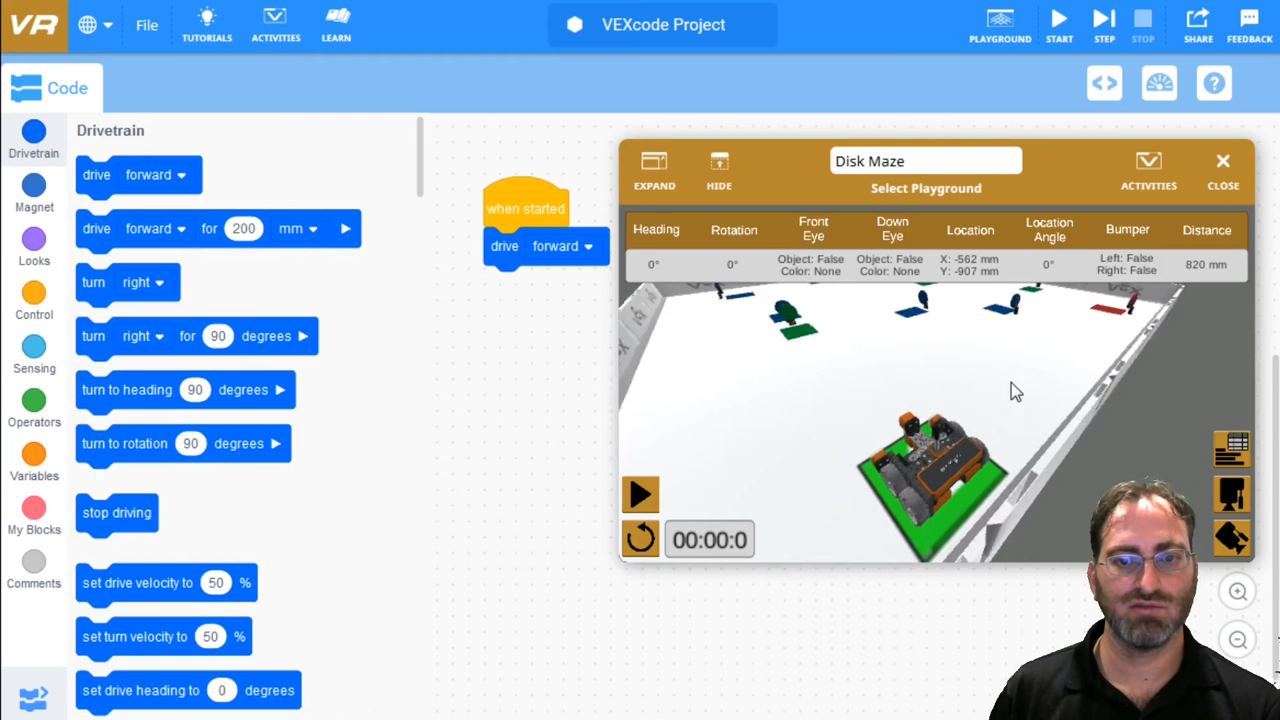 VR
File
TUTORIALS
ACTIVITIES
LEARN
VEXcode Project
PLAYGROUND
START
STEP
STOP
SHARE
FEEDBACK
Code
Drivetrain
Magnet
Looks
Control
Sensing
Operators
Variables
My Blocks
Comments
Drivetrain
drive forward
drive forward for 200 mm
turn right
turn right for 90 degrees
turn to heading 90 degrees
turn to rotation 90 degrees
stop driving
set drive velocity to 50 %
set turn velocity to 50 %
set drive heading to 0 degrees
when started
drive forward
EXPAND
HIDE
Disk Maze
Select Playground
ACTIVITIES
CLOSE
Heading
Rotation
Front
Eye
Down
Eye
Location
Location
Angle
Bumper
Distance
0°
0°
Object: False
Color: None
Object: False
Color: None
X: -562 mm
Y: -907 mm
0°
Left: False
Right: False
820 mm
00:00:0